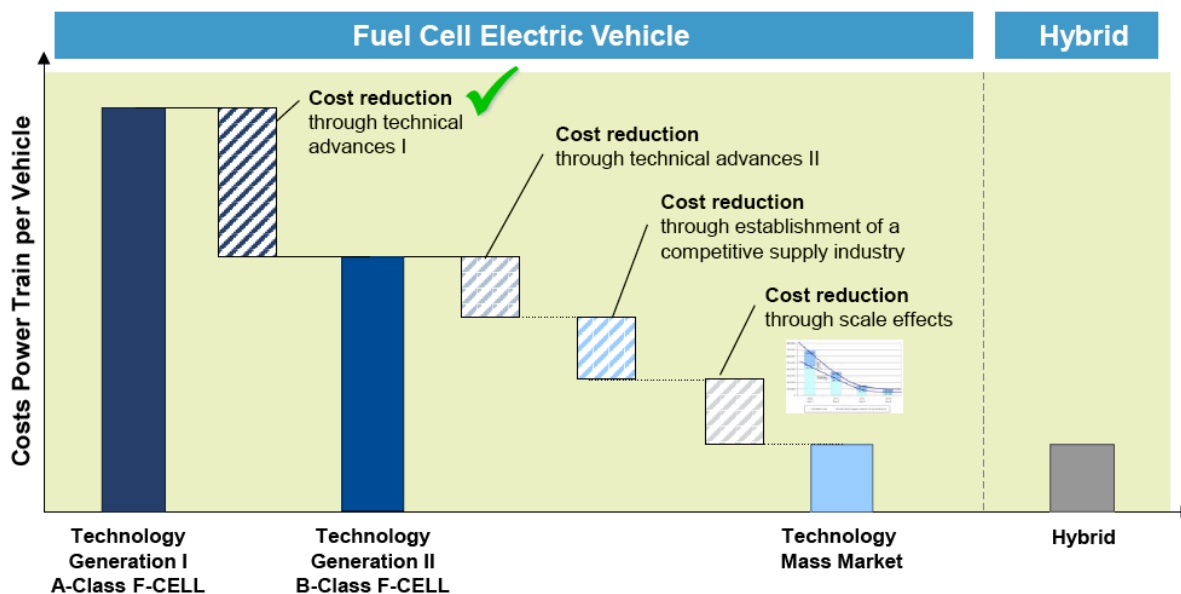 Fuel Cell Electric Vehicle
Hybrid
Costs Power Train per Vehicle
Cost reduction
through technical
advances I
Cost reduction
through technical advances II
Cost reduction
through establishment of a
competitive supply industry
Cost reduction
through scale effects
Technology
Generation I
A-Class F-CELL
Technology
Generation II
B-Class F-CELL
Technology
Mass Market
Hybrid